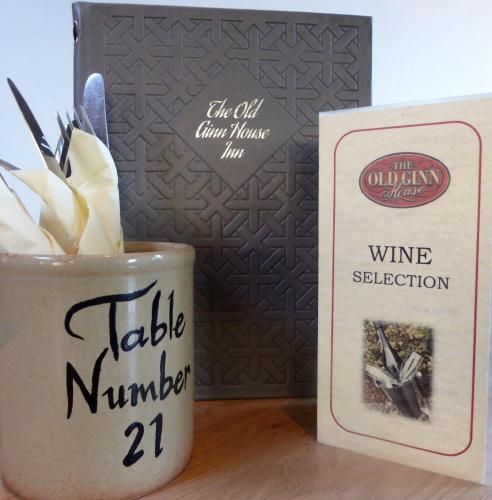 The Old
Ginn House
Inn
THE
OLD GINN
House
WINE
SELECTION
Table
Number
21